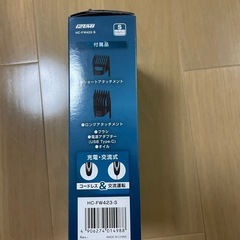 HC-FW423-S
S
付属品
●ショートアタッチメント
●ロングアタッチメント
●ブラシ
●電源アダプター
(USB Type-C)
●オイル
充電・交流式
コードレス & 交流運転
HC-FW423-S
4 906274 014988